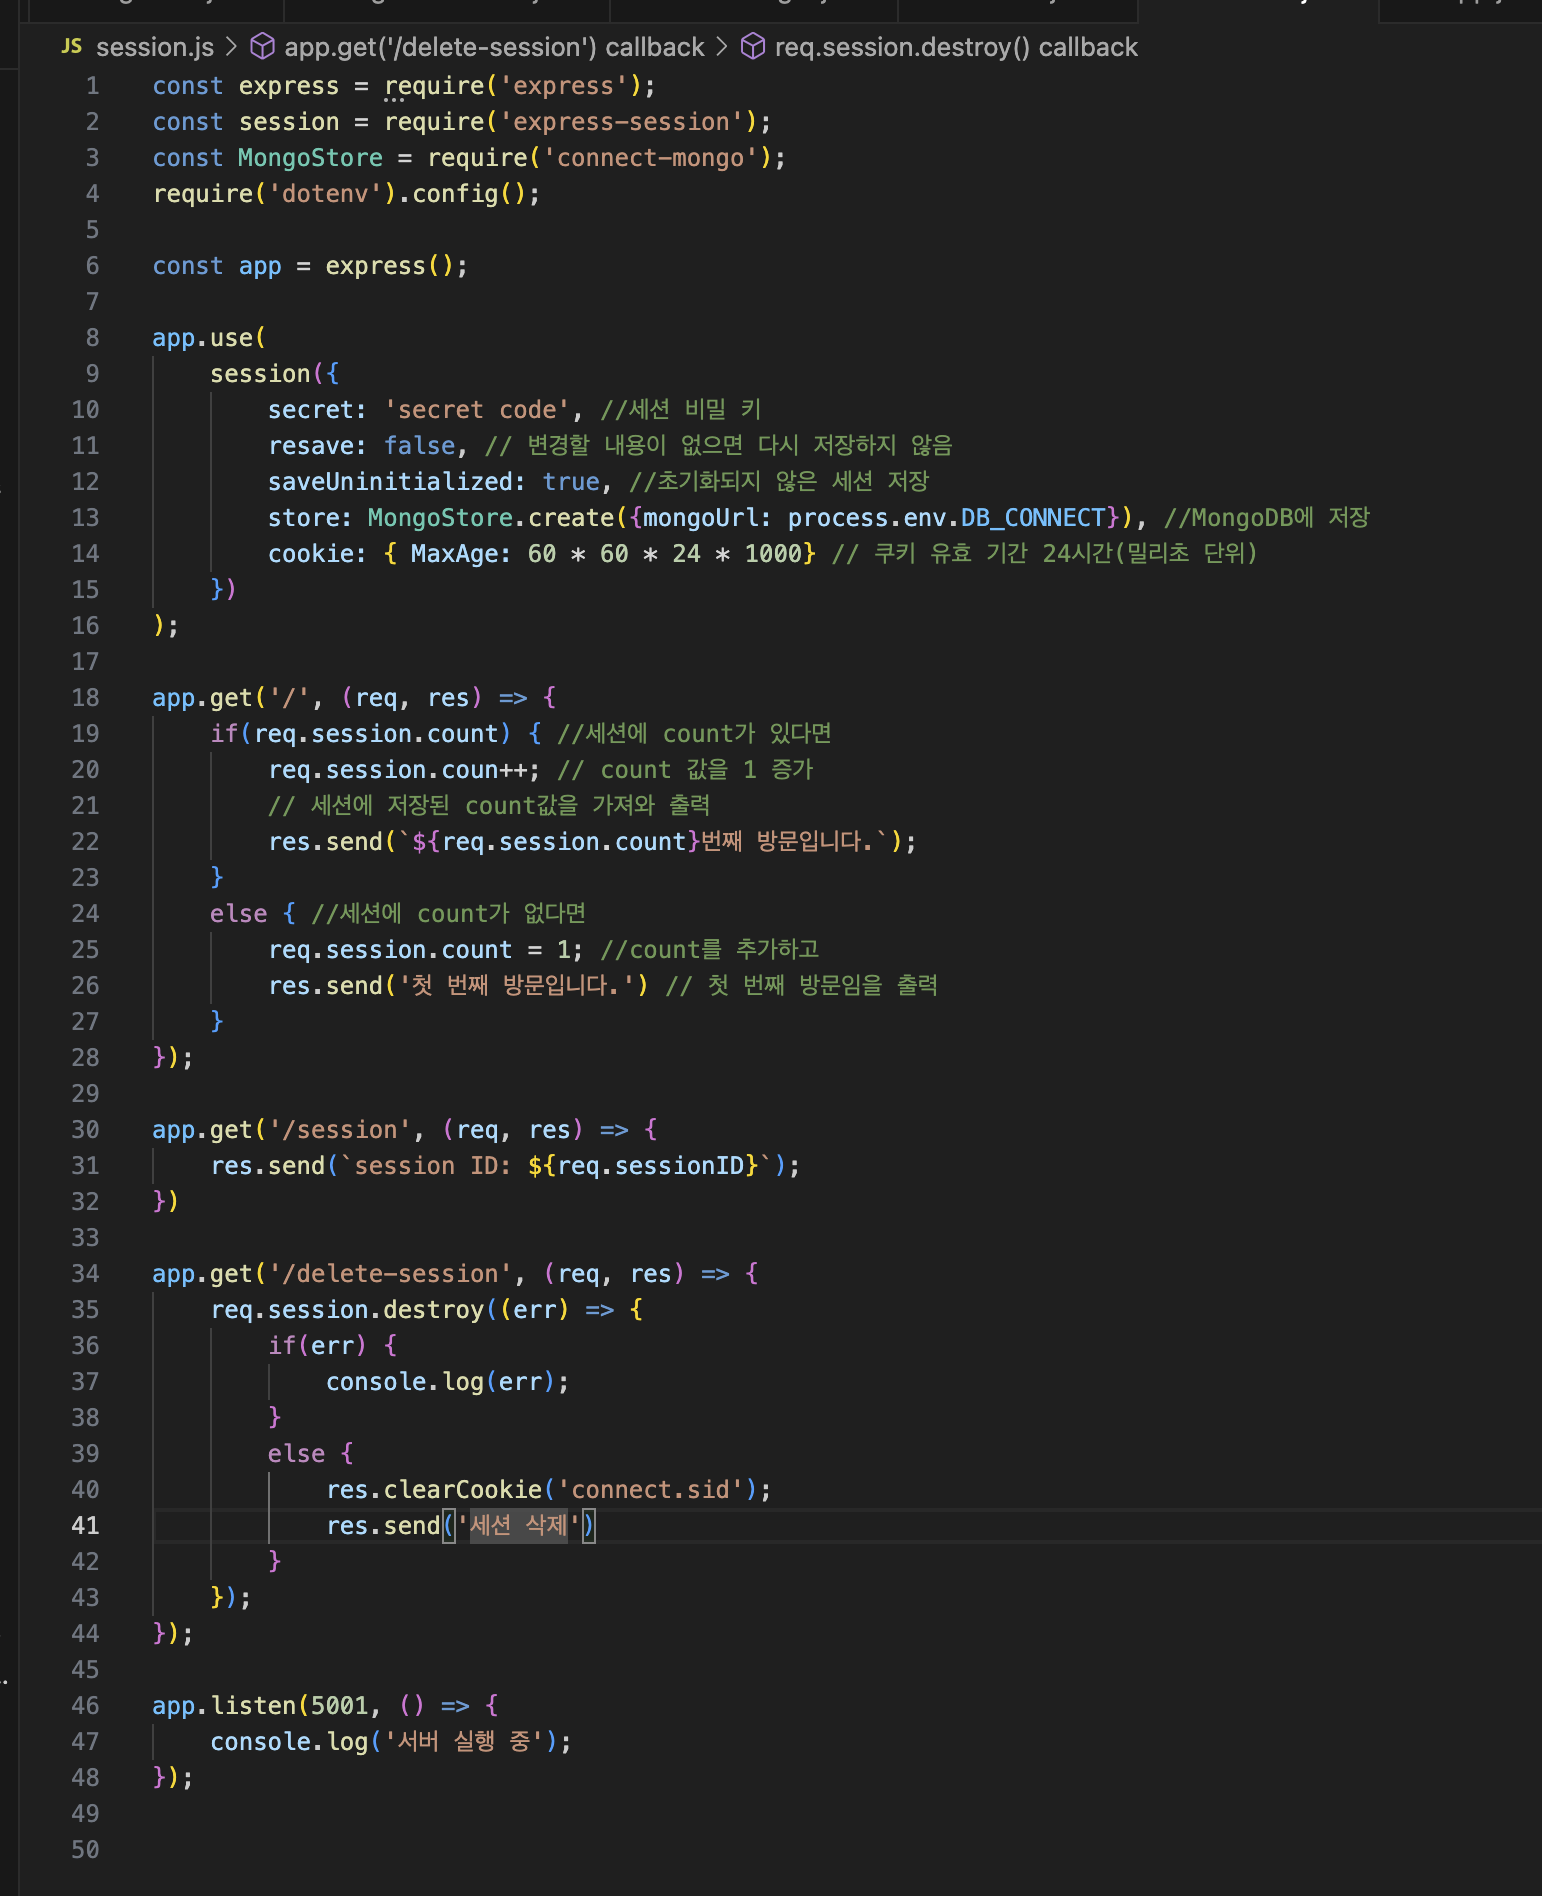 JS session.js > app.get('/delete-session') callback > req.session.destroy() callback
1 const express = require('express');
2 const session = require('express-session');
3 const MongoStore = require('connect-mongo');
4 require('dotenv').config();
5
6 const app = express();
7
8 app.use(
9     session({
10         secret: 'secret code', //세션 비밀 키
11         resave: false, // 변경할 내용이 없으면 다시 저장하지 않음
12         saveUninitialized: true, //초기화되지 않은 세션 저장
13         store: MongoStore.create({mongoUrl: process.env.DB_CONNECT}), //MongoDB에 저장
14         cookie: { MaxAge: 60 * 60 * 24 * 1000} // 쿠키 유효 기간 24시간(밀리초 단위)
15     })
16 );
17
18 app.get('/', (req, res) => {
19     if(req.session.count) { //세션에 count가 있다면
20         req.session.coun++; // count 값을 1 증가
21         // 세션에 저장된 count값을 가져와 출력
22         res.send(`${req.session.count}번째 방문입니다.`);
23     }
24     else { //세션에 count가 없다면
25         req.session.count = 1; //count를 추가하고
26         res.send('첫 번째 방문입니다.') // 첫 번째 방문임을 출력
27     }
28 });
29
30 app.get('/session', (req, res) => {
31     res.send(`session ID: ${req.sessionID}`);
32 })
33
34 app.get('/delete-session', (req, res) => {
35     req.session.destroy((err) => {
36         if(err) {
37             console.log(err);
38         }
39         else {
40             res.clearCookie('connect.sid');
41             res.send('세션 삭제')
42         }
43     });
44 });
45
46 app.listen(5001, () => {
47     console.log('서버 실행 중');
48 });
49
50